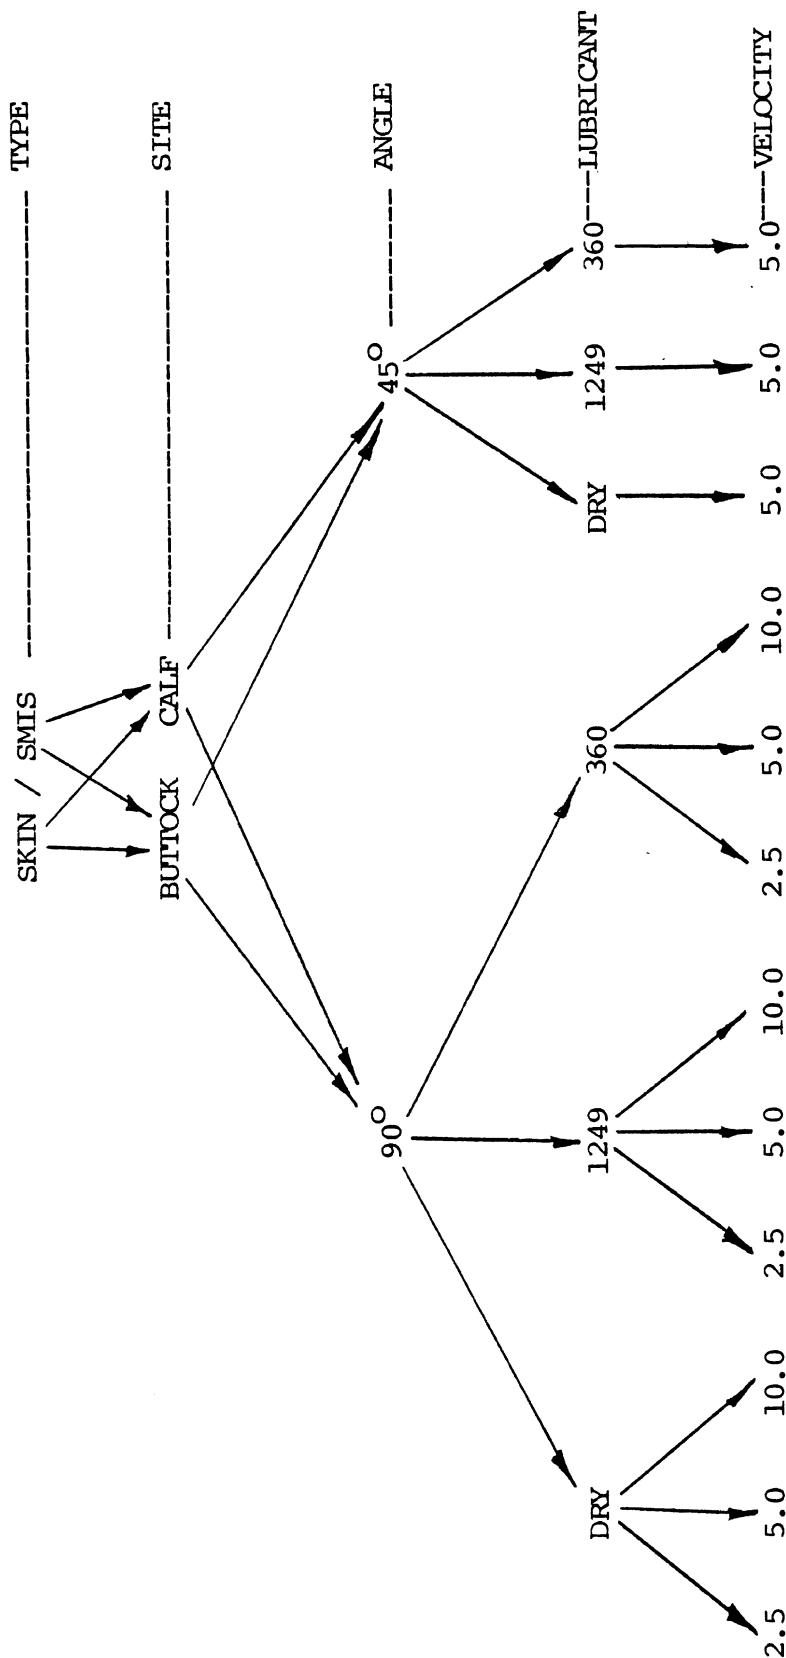 SKIN / SMIS ---------- TYPE
BUTTOCK CALF ---------- SITE
90° 45° ---------- ANGLE
DRY 1249 360 DRY 1249 360 ----LUBRICANT
2.5 5.0 10.0 2.5 5.0 10.0 2.5 5.0 10.0 5.0 5.0 5.0 ----VELOCITY